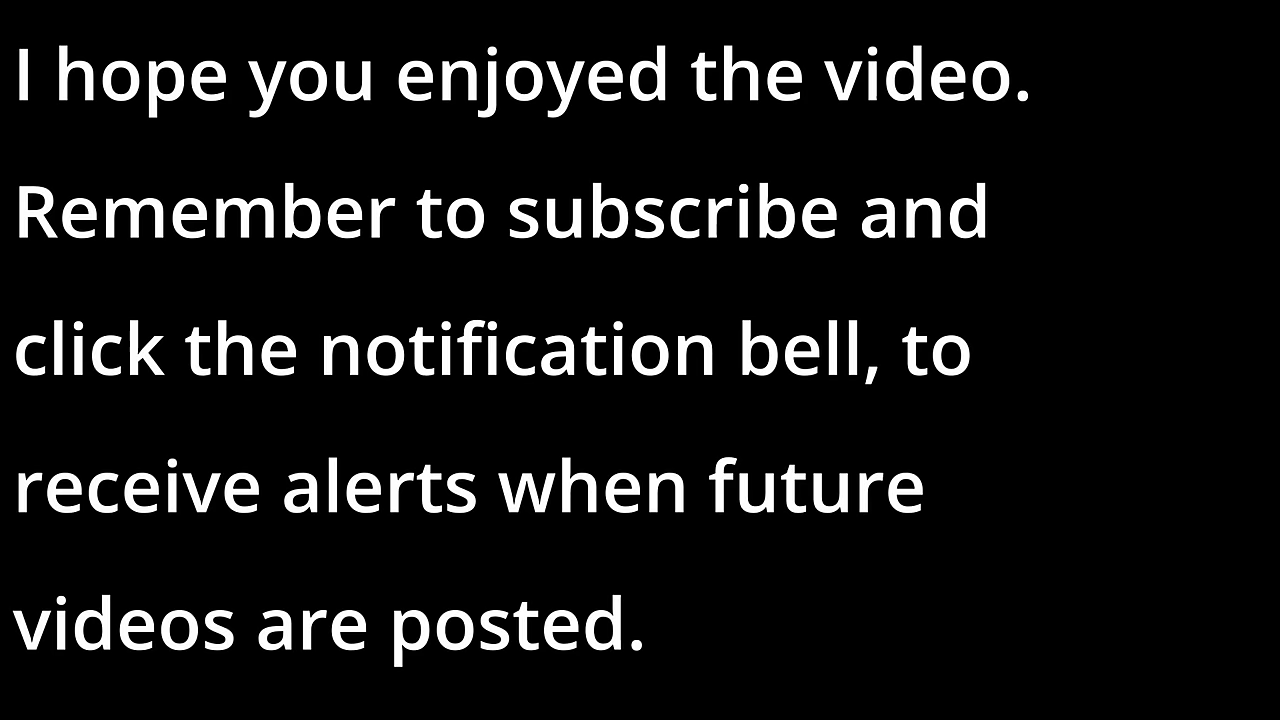 I hope you enjoyed the video.
Remember to subscribe and
click the notification bell, to
receive alerts when future
videos are posted.